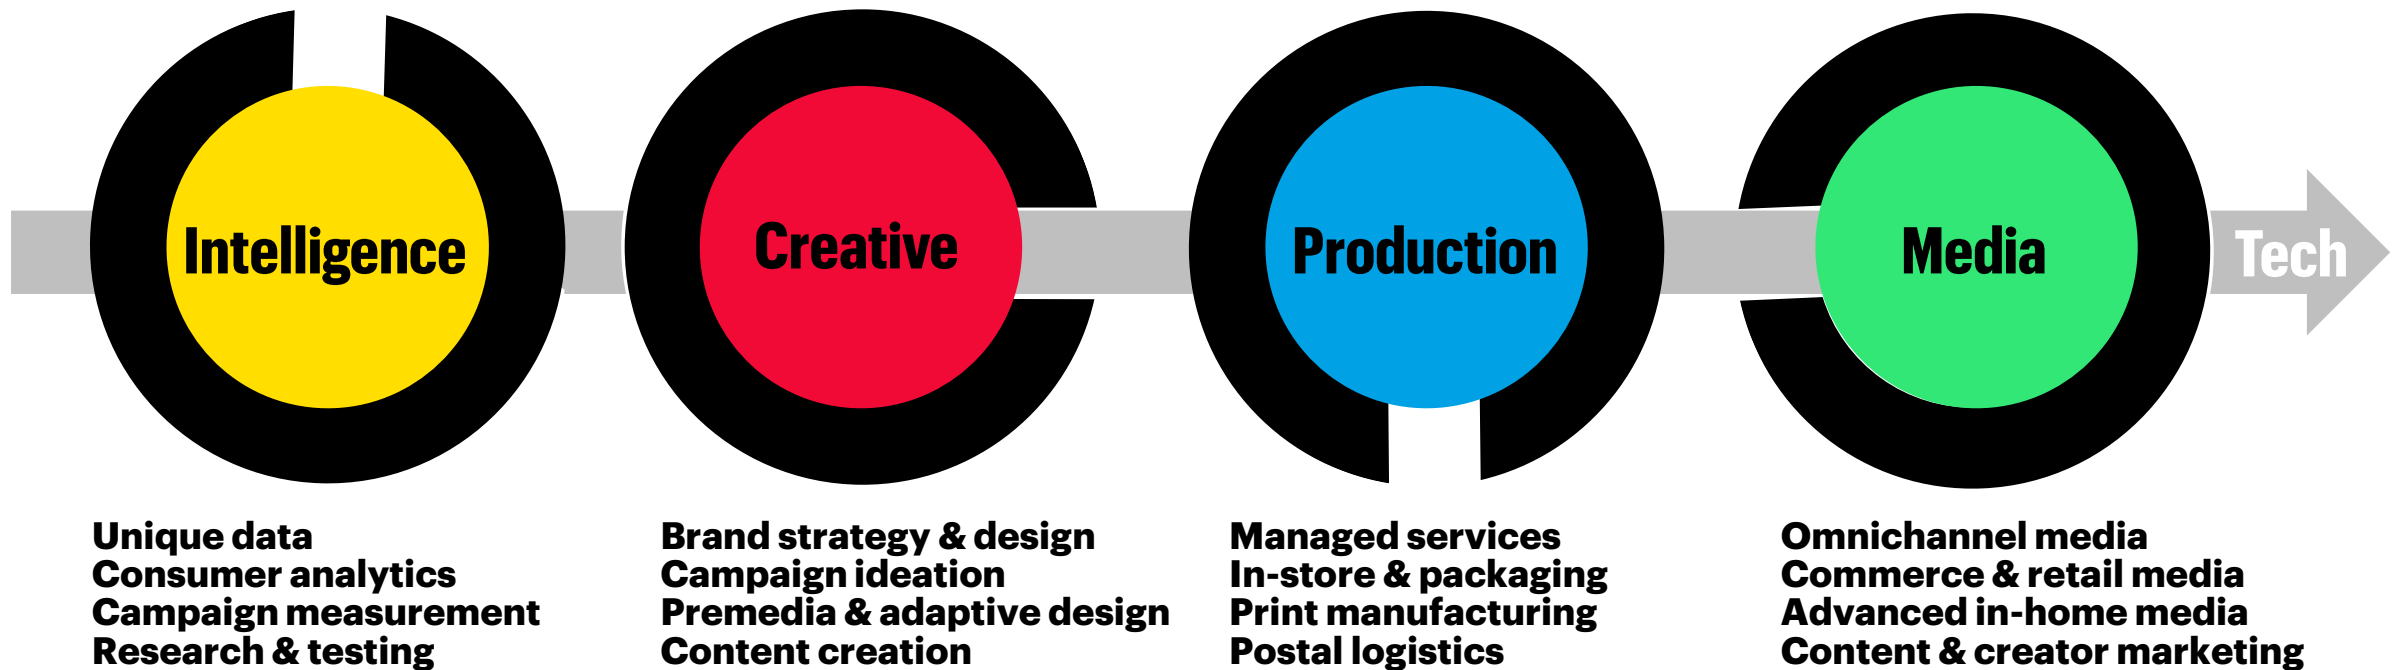 Intelligence
Creative
Production
Media
Tech
Unique data
Consumer analytics
Campaign measurement
Research & testing
Brand strategy & design
Campaign ideation
Premedia & adaptive design
Content creation
Managed services
In-store & packaging
Print manufacturing
Postal logistics
Omnichannel media
Commerce & retail media
Advanced in-home media
Content & creator marketing